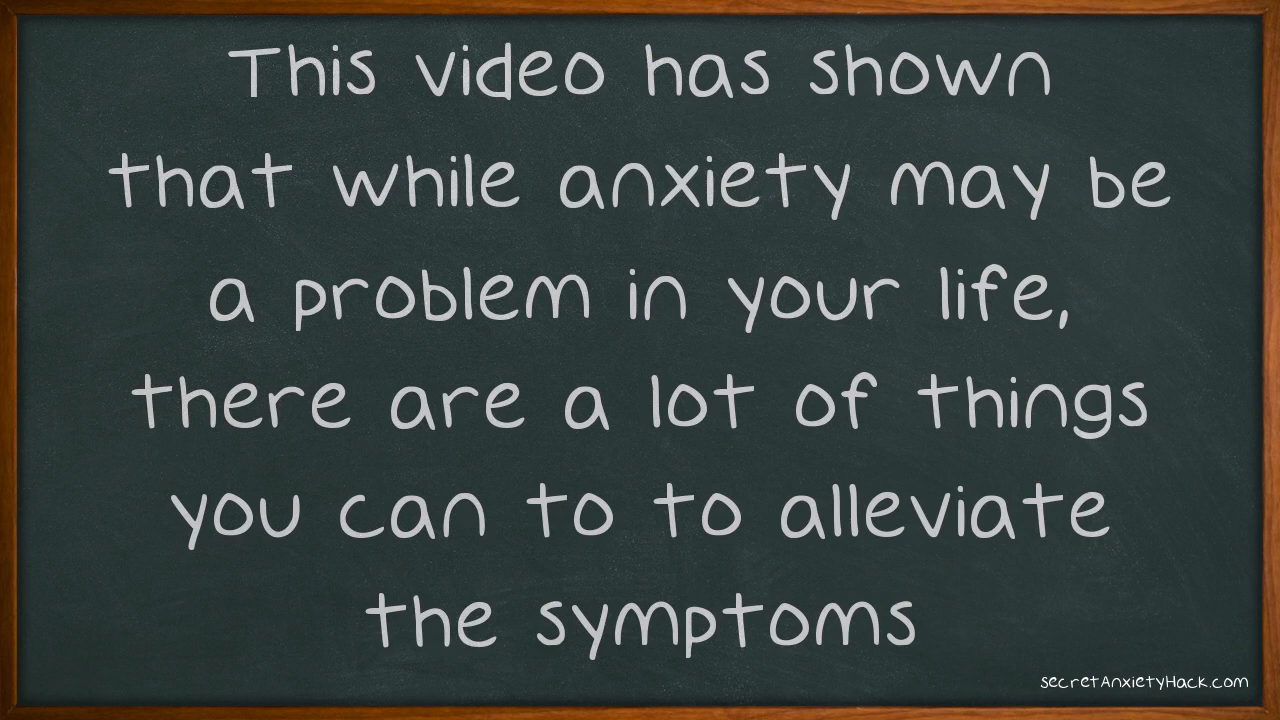 This video has shown
that while anxiety may be
a problem in your life,
there are a lot of things
you can to to alleviate
the symptoms
secretAnxietyHack.com